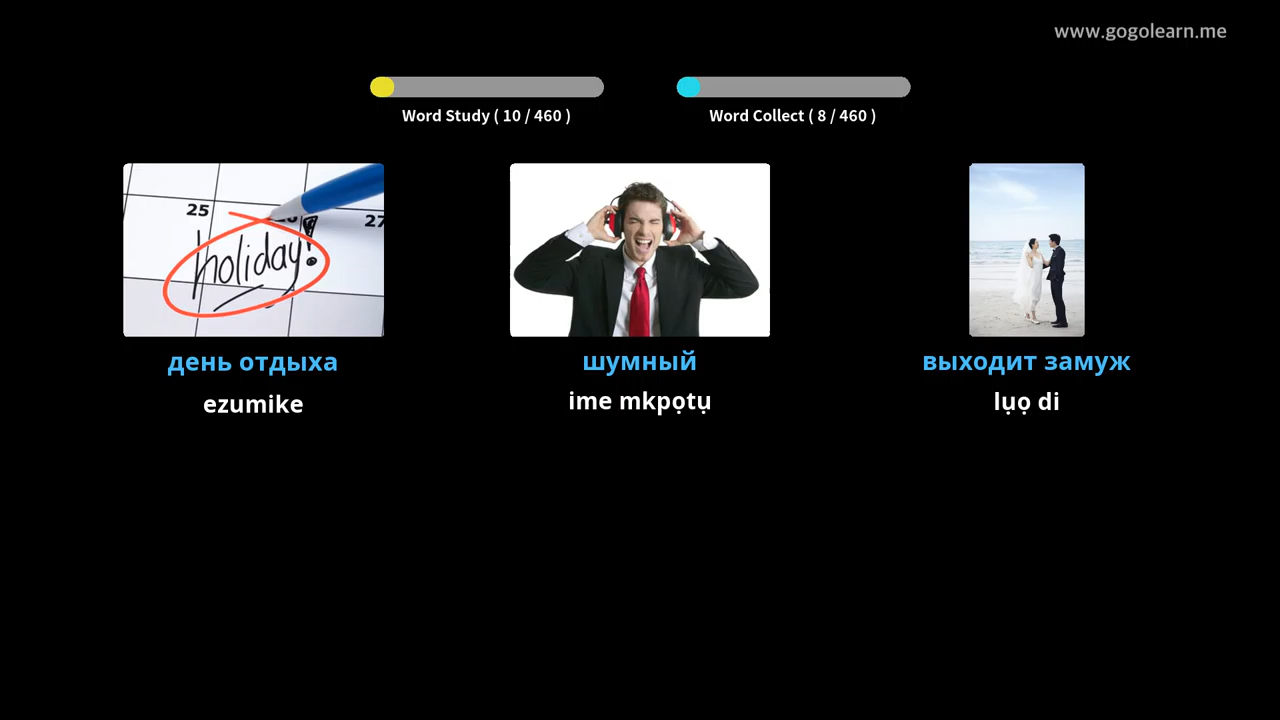 www.gogolearn.me
Word Study ( 10 / 460 )
Word Collect ( 8 / 460 )
25
27
holiday!
день отдыха
шумный
выходит замуж
ezumike
ime mkpọtụ
lụọ di